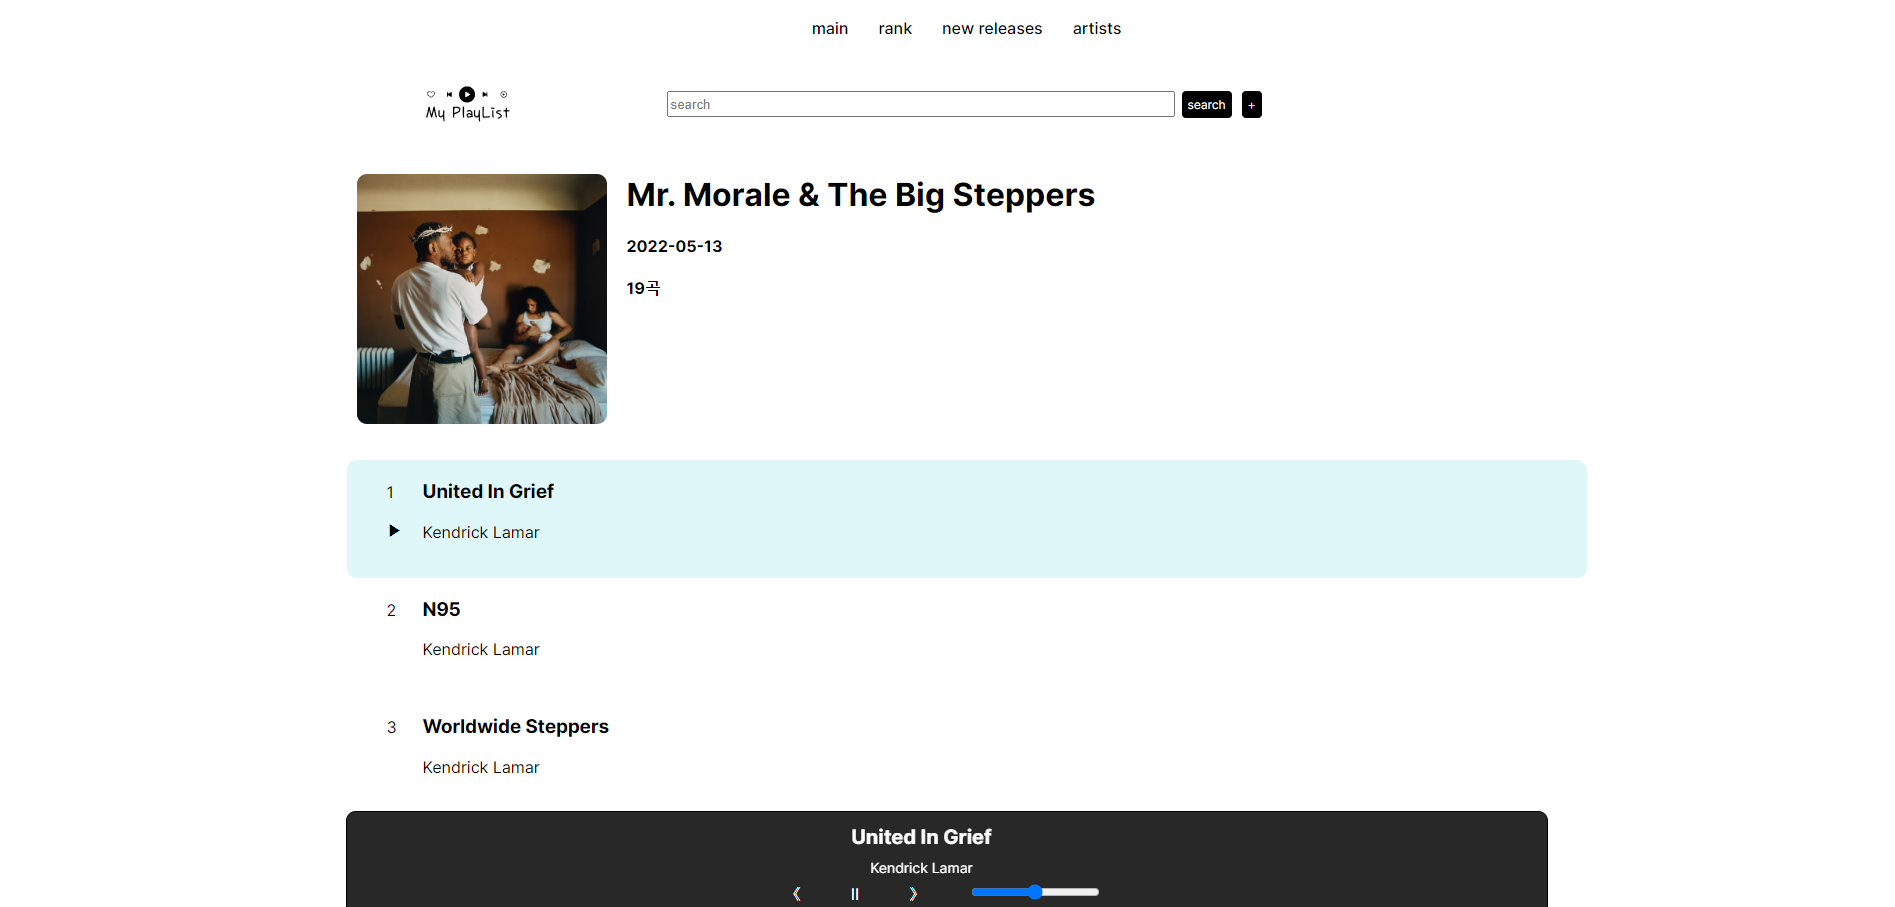 main rank new releases artists
My PlayList
search search +
Mr. Morale & The Big Steppers
2022-05-13
19곡
1 United In Grief
Kendrick Lamar
2 N95
Kendrick Lamar
3 Worldwide Steppers
Kendrick Lamar
United In Grief
Kendrick Lamar